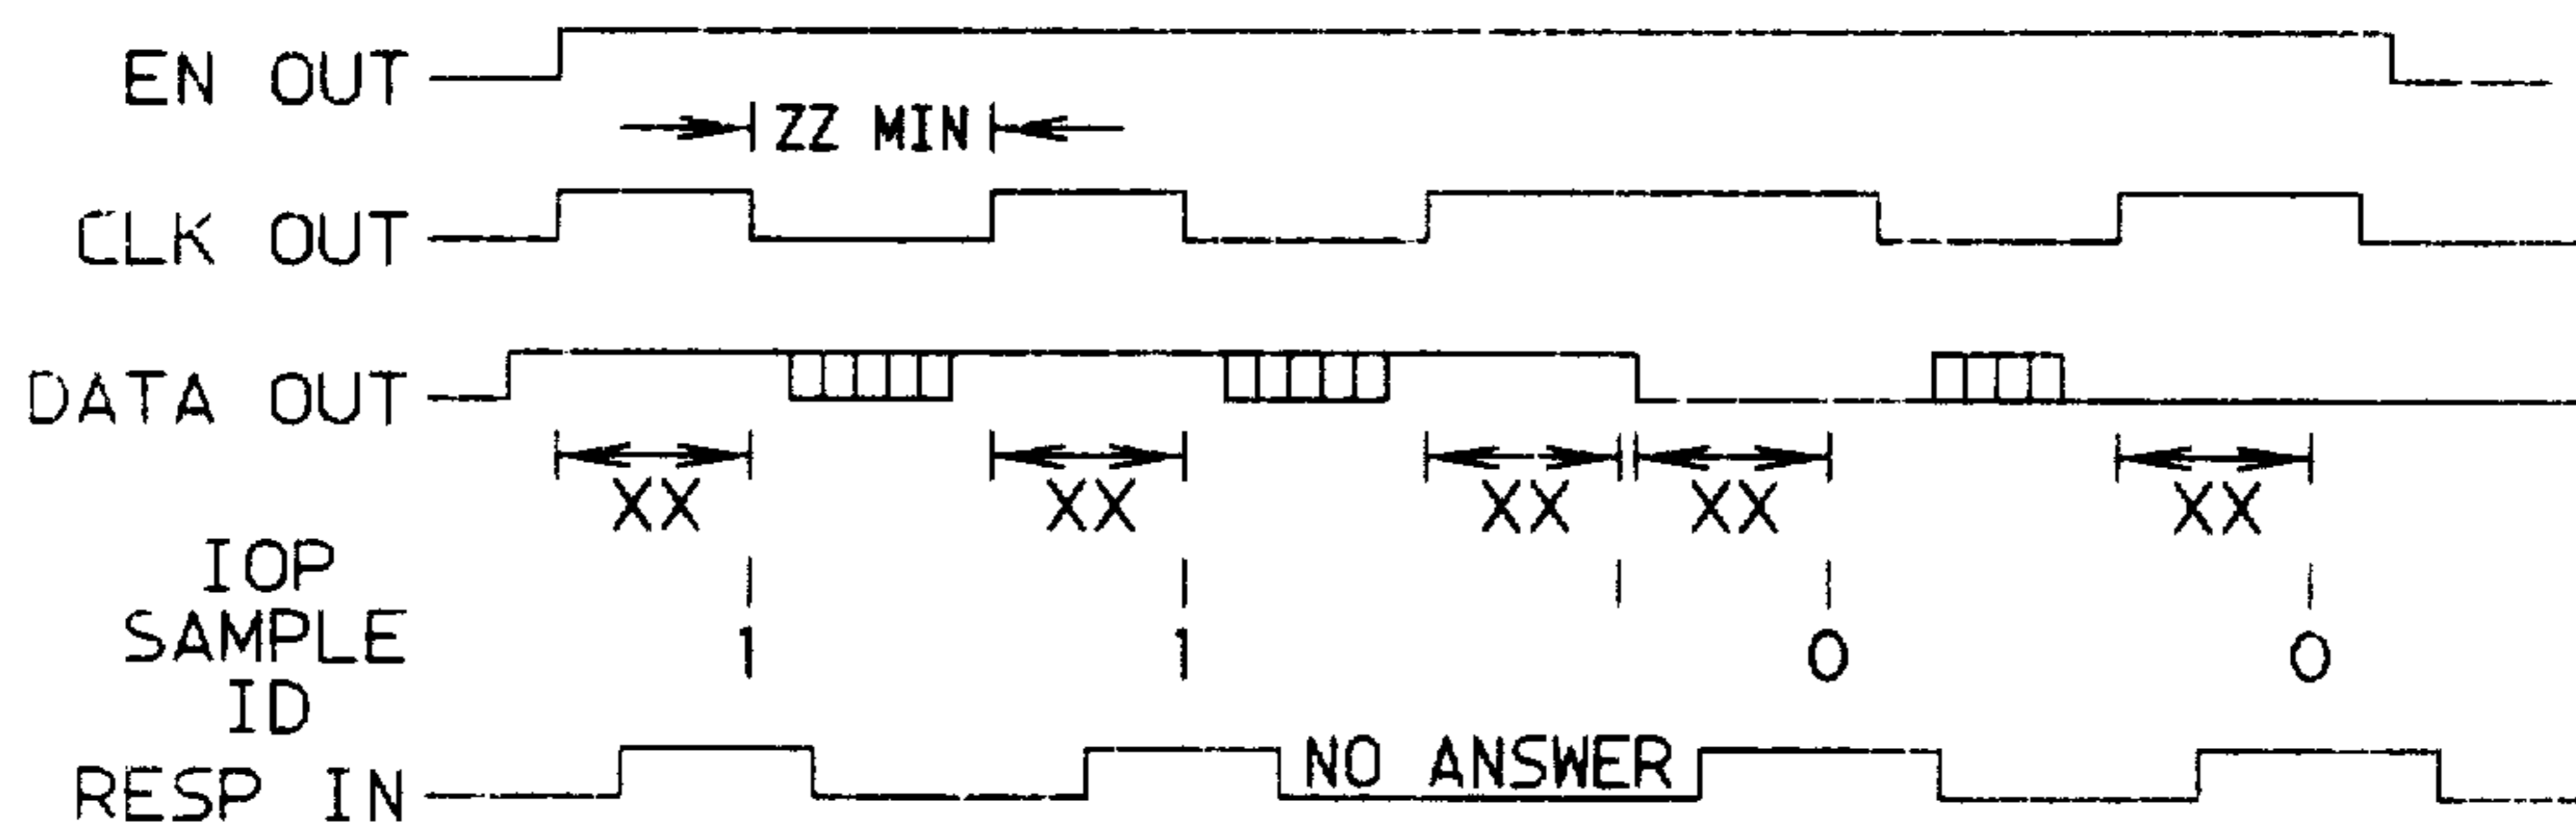 EN OUT
ZZ MIN
CLK OUT
DATA OUT
XX XX XX XX XX
IOP
SAMPLE
ID
1 1 0 0
RESP IN
NO ANSWER